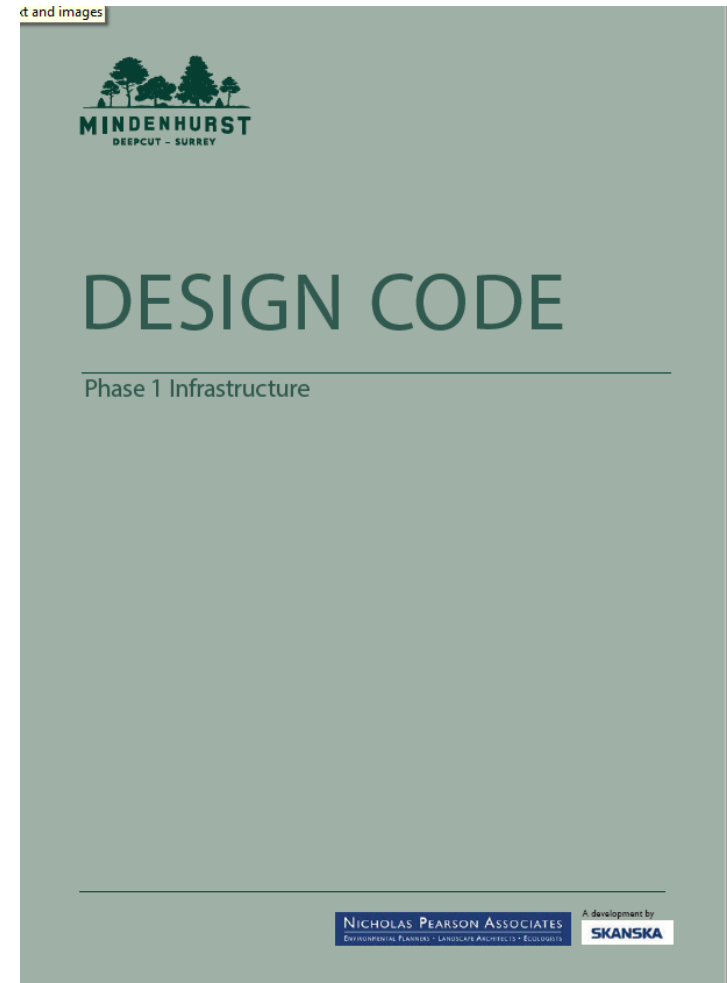 t and images
MINDENHURST
DEEPCUT – SURREY
DESIGN CODE
Phase 1 Infrastructure
A development by
NICHOLAS PEARSON ASSOCIATES
ENVIRONMENTAL PLANNERS • LANDSCAPE ARCHITECTS • ECOLOGISTS
SKANSKA